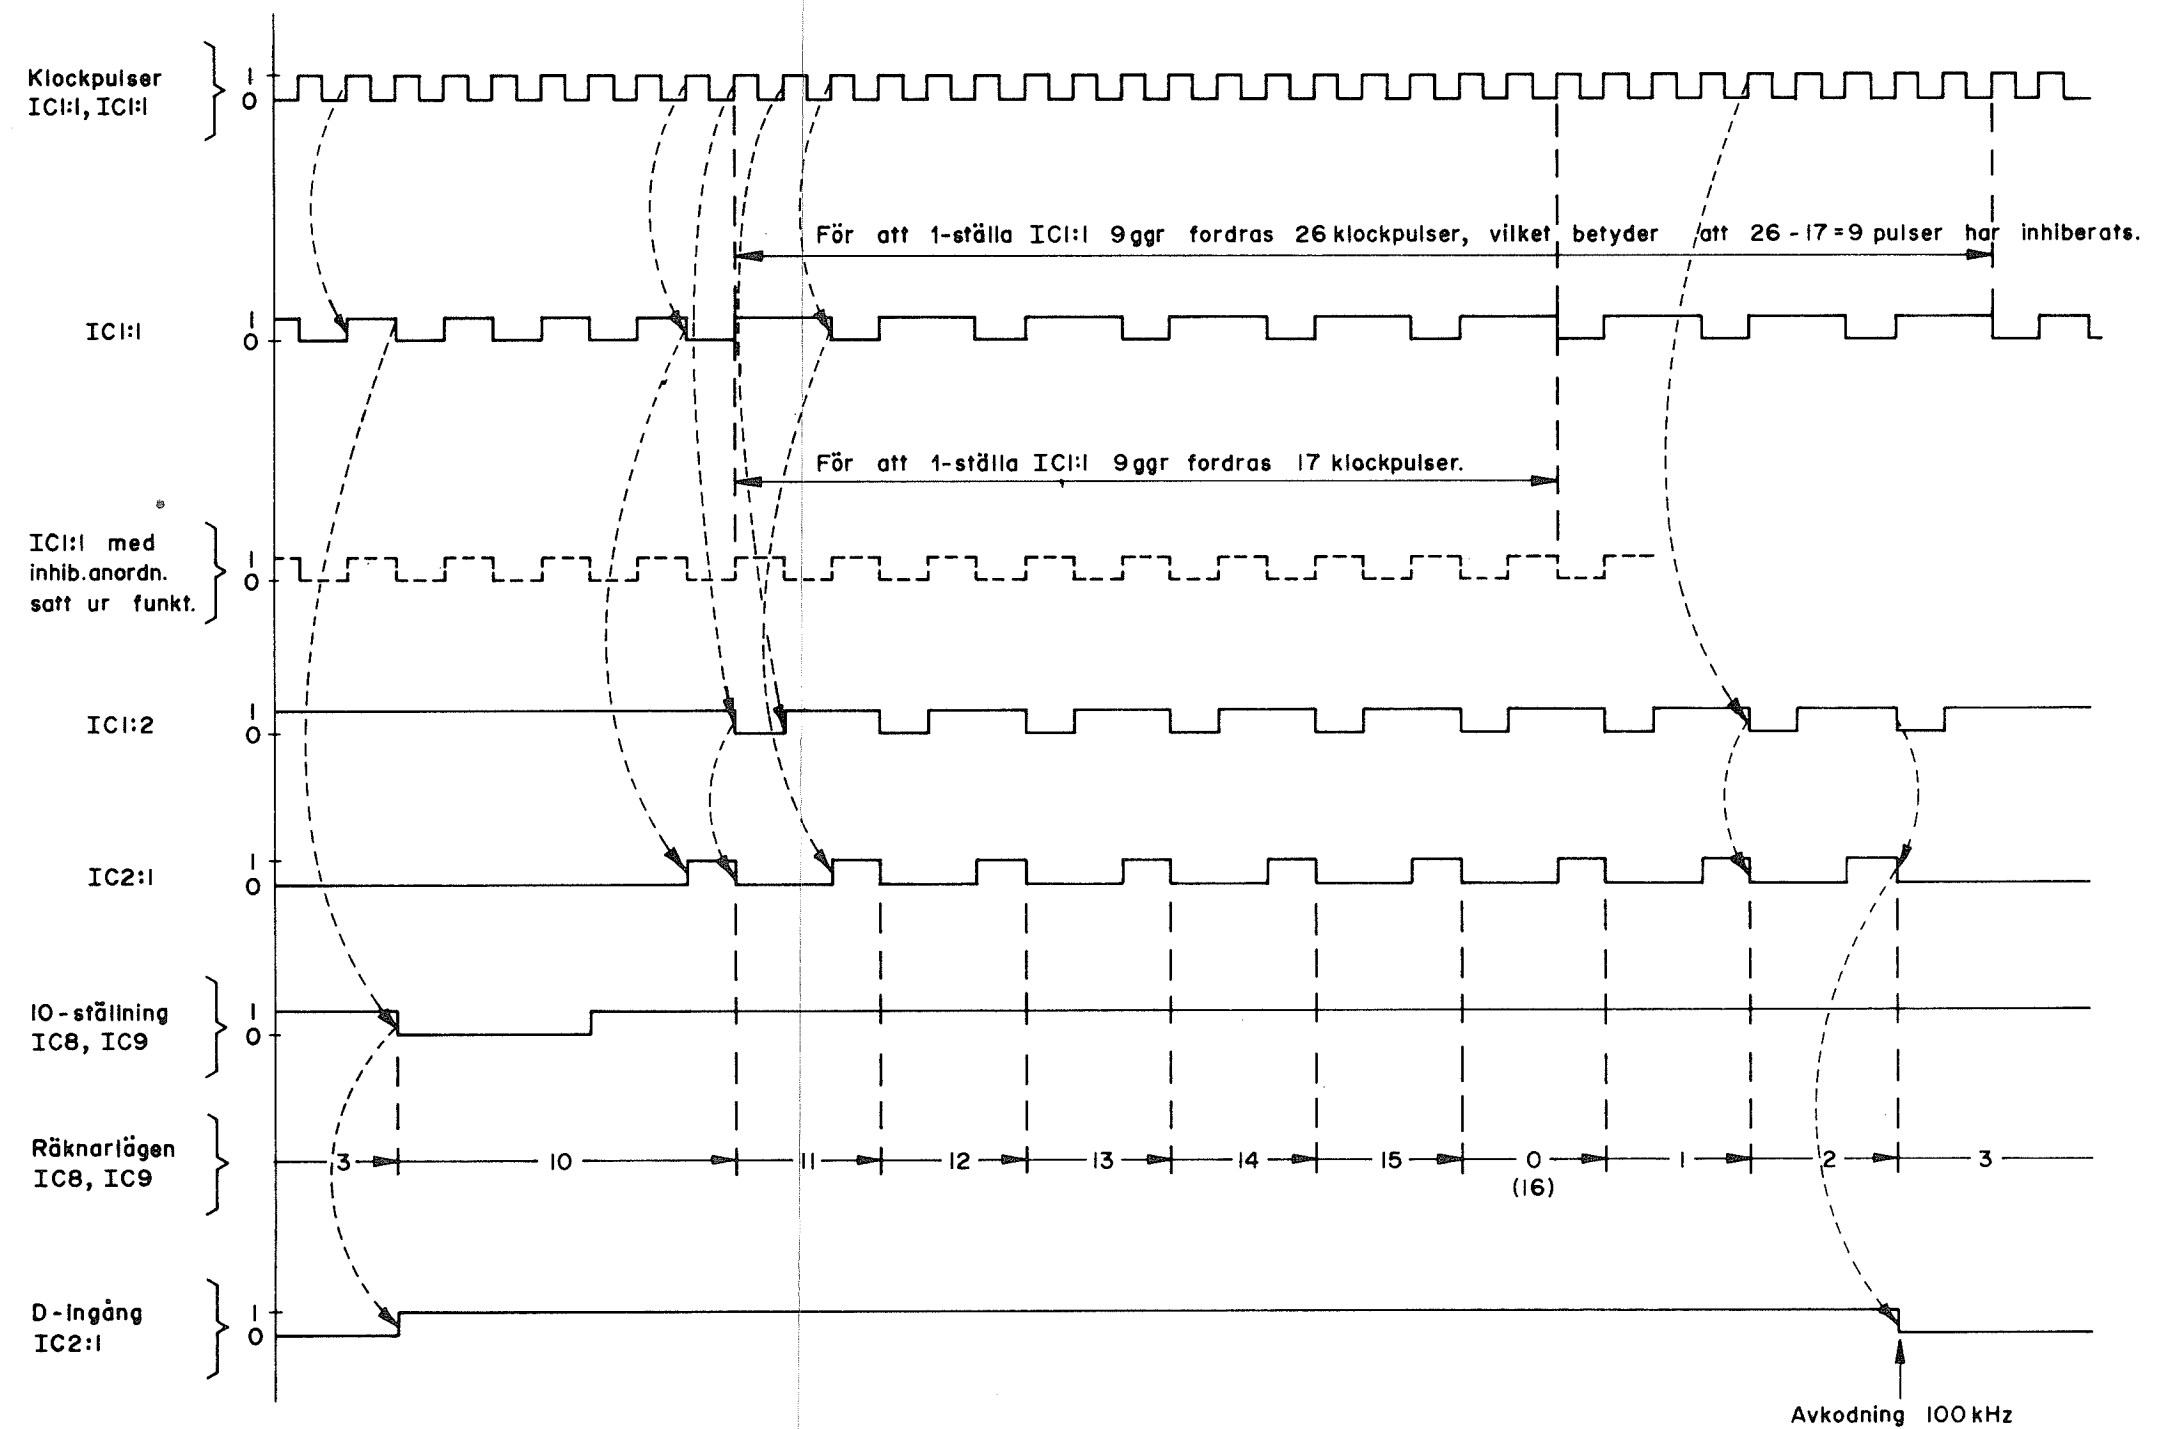 Klockpulser
IC1:1, IC1:1
1
0
För att 1-ställa IC1:1 9 ggr fordras 26 klockpulser, vilket betyder att 26 - 17 = 9 pulser har inhiberats.
IC1:1
1
0
För att 1-ställa IC1:1 9 ggr fordras 17 klockpulser.
IC1:1 med
inhib.anordn.
satt ur funkt.
1
0
IC1:2
1
0
IC2:1
1
0
10-ställning
IC8, IC9
1
0
Räknarlägen
IC8, IC9
3 10 11 12 13 14 15 0 1 2 3
(16)
D-ingång
IC2:1
1
0
Avkodning 100 kHz